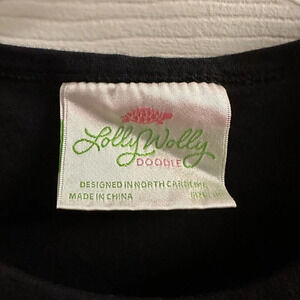 Lolly Wolly
DOODLE
DESIGNED IN NORTH CAROLINA
MADE IN CHINA